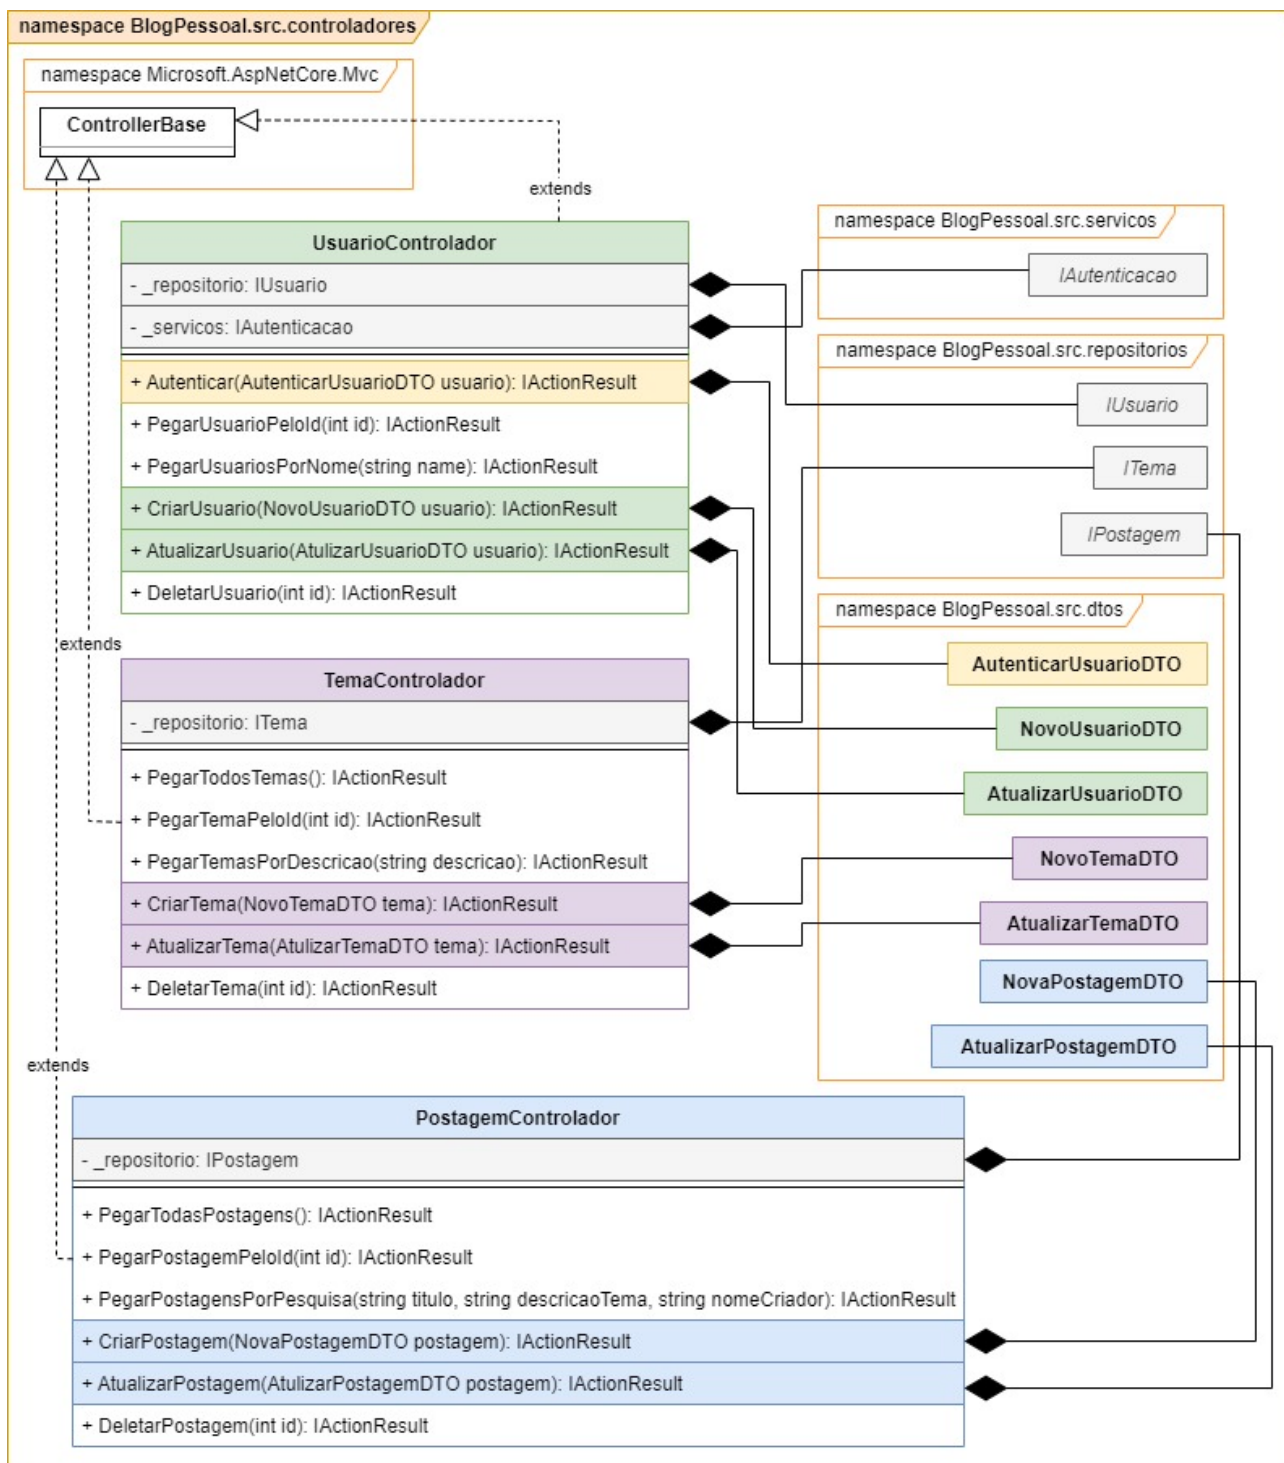 namespace BlogPessoal.src.controladores
namespace Microsoft.AspNetCore.Mvc
ControllerBase
extends
UsuarioControlador
- _repositorio: IUsuario
- _servicos: IAutenticacao
+ Autenticar(AutenticarUsuarioDTO usuario): IActionResult
+ PegarUsuarioPeloId(int id): IActionResult
+ PegarUsuariosPorNome(string name): IActionResult
+ CriarUsuario(NovoUsuarioDTO usuario): IActionResult
+ AtualizarUsuario(AtulizarUsuarioDTO usuario): IActionResult
+ DeletarUsuario(int id): IActionResult
namespace BlogPessoal.src.servicos
IAutenticacao
namespace BlogPessoal.src.repositorios
IUsuario
ITema
IPostagem
extends
TemaControlador
- _repositorio: ITema
+ PegarTodosTemas(): IActionResult
+ PegarTemaPeloId(int id): IActionResult
+ PegarTemasPorDescricao(string descricao): IActionResult
+ CriarTema(NovoTemaDTO tema): IActionResult
+ AtualizarTema(AtulizarTemaDTO tema): IActionResult
+ DeletarTema(int id): IActionResult
namespace BlogPessoal.src.dtos
AutenticarUsuarioDTO
NovoUsuarioDTO
AtualizarUsuarioDTO
NovoTemaDTO
AtualizarTemaDTO
NovaPostagemDTO
AtualizarPostagemDTO
extends
PostagemControlador
- _repositorio: IPostagem
+ PegarTodasPostagens(): IActionResult
+ PegarPostagemPeloId(int id): IActionResult
+ PegarPostagensPorPesquisa(string titulo, string descricaoTema, string nomeCriador): IActionResult
+ CriarPostagem(NovaPostagemDTO postagem): IActionResult
+ AtualizarPostagem(AtulizarPostagemDTO postagem): IActionResult
+ DeletarPostagem(int id): IActionResult